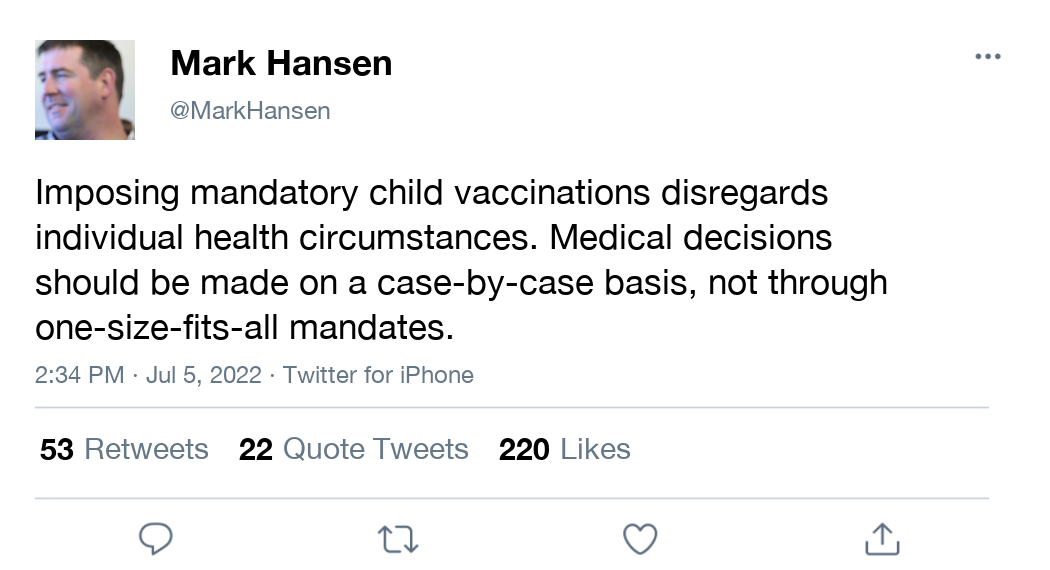 Mark Hansen
@MarkHansen
Imposing mandatory child vaccinations disregards
individual health circumstances. Medical decisions
should be made on a case-by-case basis, not through
one-size-fits-all mandates.
2:34 PM · Jul 5, 2022 · Twitter for iPhone
53 Retweets 22 Quote Tweets 220 Likes